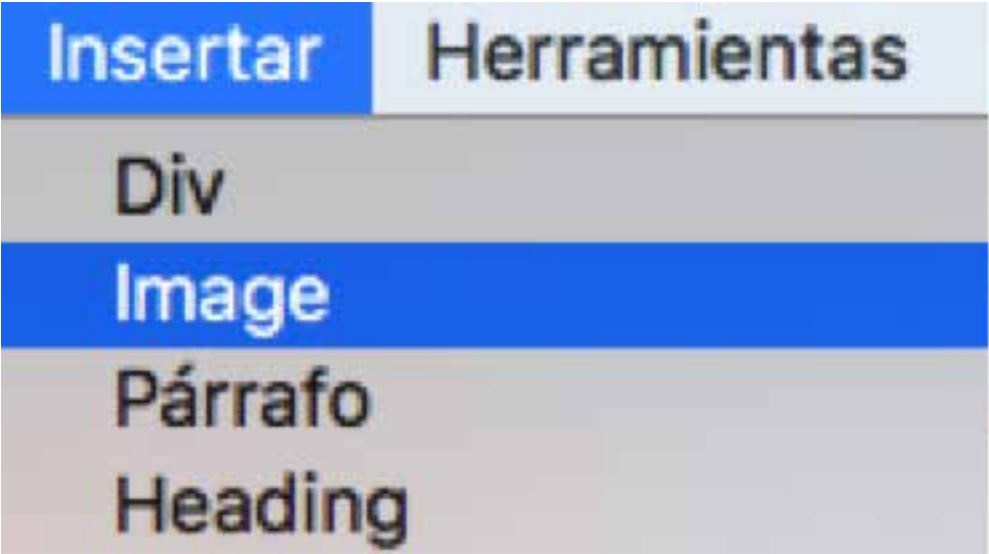 Insertar Herramientas
Div
Image
Párrafo
Heading